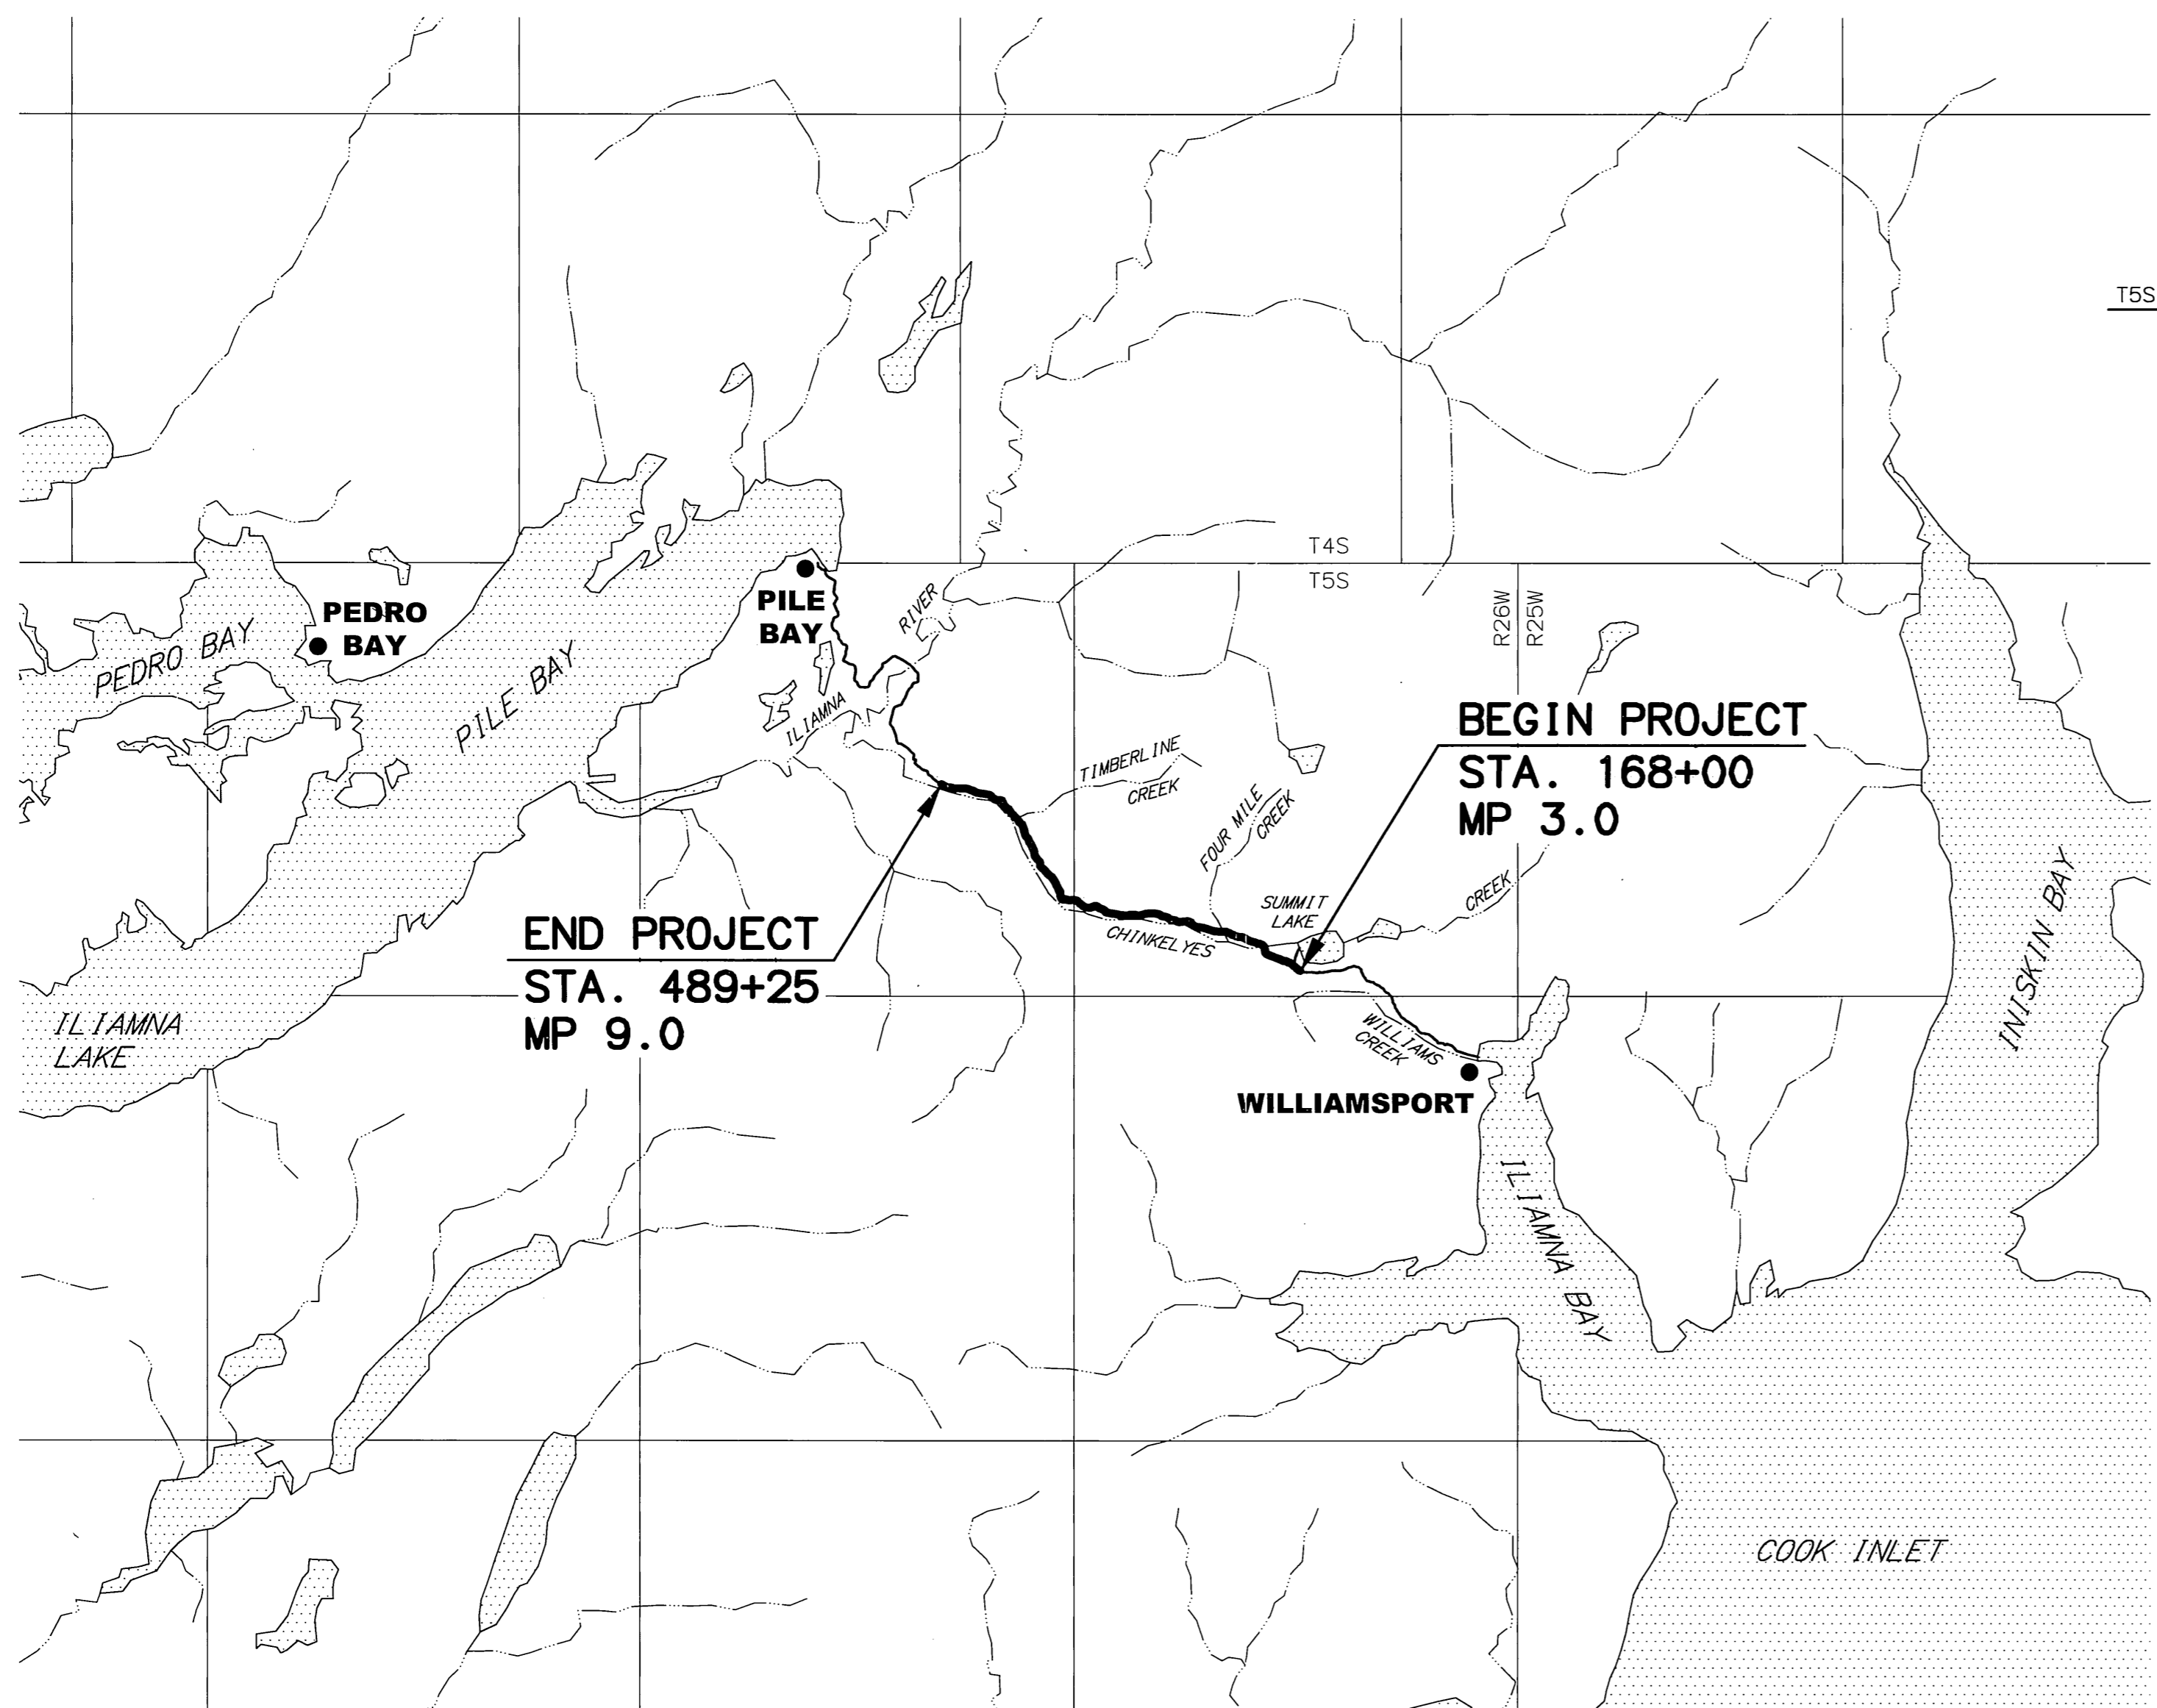 T5S
T4S
T5S
R26W
R25W
PEDRO
BAY
PEDRO BAY
PILE
BAY
RIVER
PILE BAY
ILIAMNA
BEGIN PROJECT
STA. 168+00
MP 3.0
TIMBERLINE
CREEK
FOUR MILE
CREEK
SUMMIT
LAKE
CREEK
CHINKELYES
END PROJECT
STA. 489+25
MP 9.0
ILIAMNA
LAKE
WILLIAMS
CREEK
WILLIAMSPORT
INISKIN BAY
ILIAMNA BAY
COOK INLET